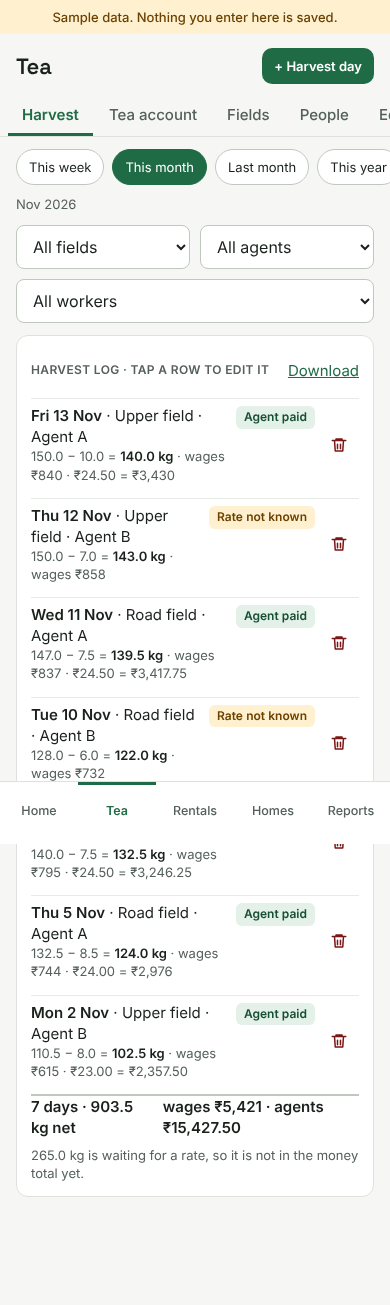 Sample data. Nothing you enter here is saved.
Tea
+ Harvest day
Harvest
Tea account
Fields
People
This week
This month
Last month
This year
Nov 2026
All fields
All agents
All workers
HARVEST LOG · TAP A ROW TO EDIT IT
Download
Fri 13 Nov · Upper field ·
Agent A
Agent paid
150.0 − 10.0 = 140.0 kg · wages
₹840 · ₹24.50 = ₹3,430
Thu 12 Nov · Upper
field · Agent B
Rate not known
150.0 − 7.0 = 143.0 kg ·
wages ₹858
Wed 11 Nov · Road field ·
Agent A
Agent paid
147.0 − 7.5 = 139.5 kg · wages
₹837 · ₹24.50 = ₹3,417.75
Tue 10 Nov · Road field
· Agent B
Rate not known
128.0 − 6.0 = 122.0 kg ·
wages ₹732
Home
Tea
Rentals
Homes
Reports
140.0 − 7.5 = 132.5 kg · wages
₹795 · ₹24.50 = ₹3,246.25
Thu 5 Nov · Road field ·
Agent A
Agent paid
132.5 − 8.5 = 124.0 kg · wages
₹744 · ₹24.00 = ₹2,976
Mon 2 Nov · Upper field ·
Agent B
Agent paid
110.5 − 8.0 = 102.5 kg · wages
₹615 · ₹23.00 = ₹2,357.50
7 days · 903.5
kg net
wages ₹5,421 · agents
₹15,427.50
265.0 kg is waiting for a rate, so it is not in the money
total yet.